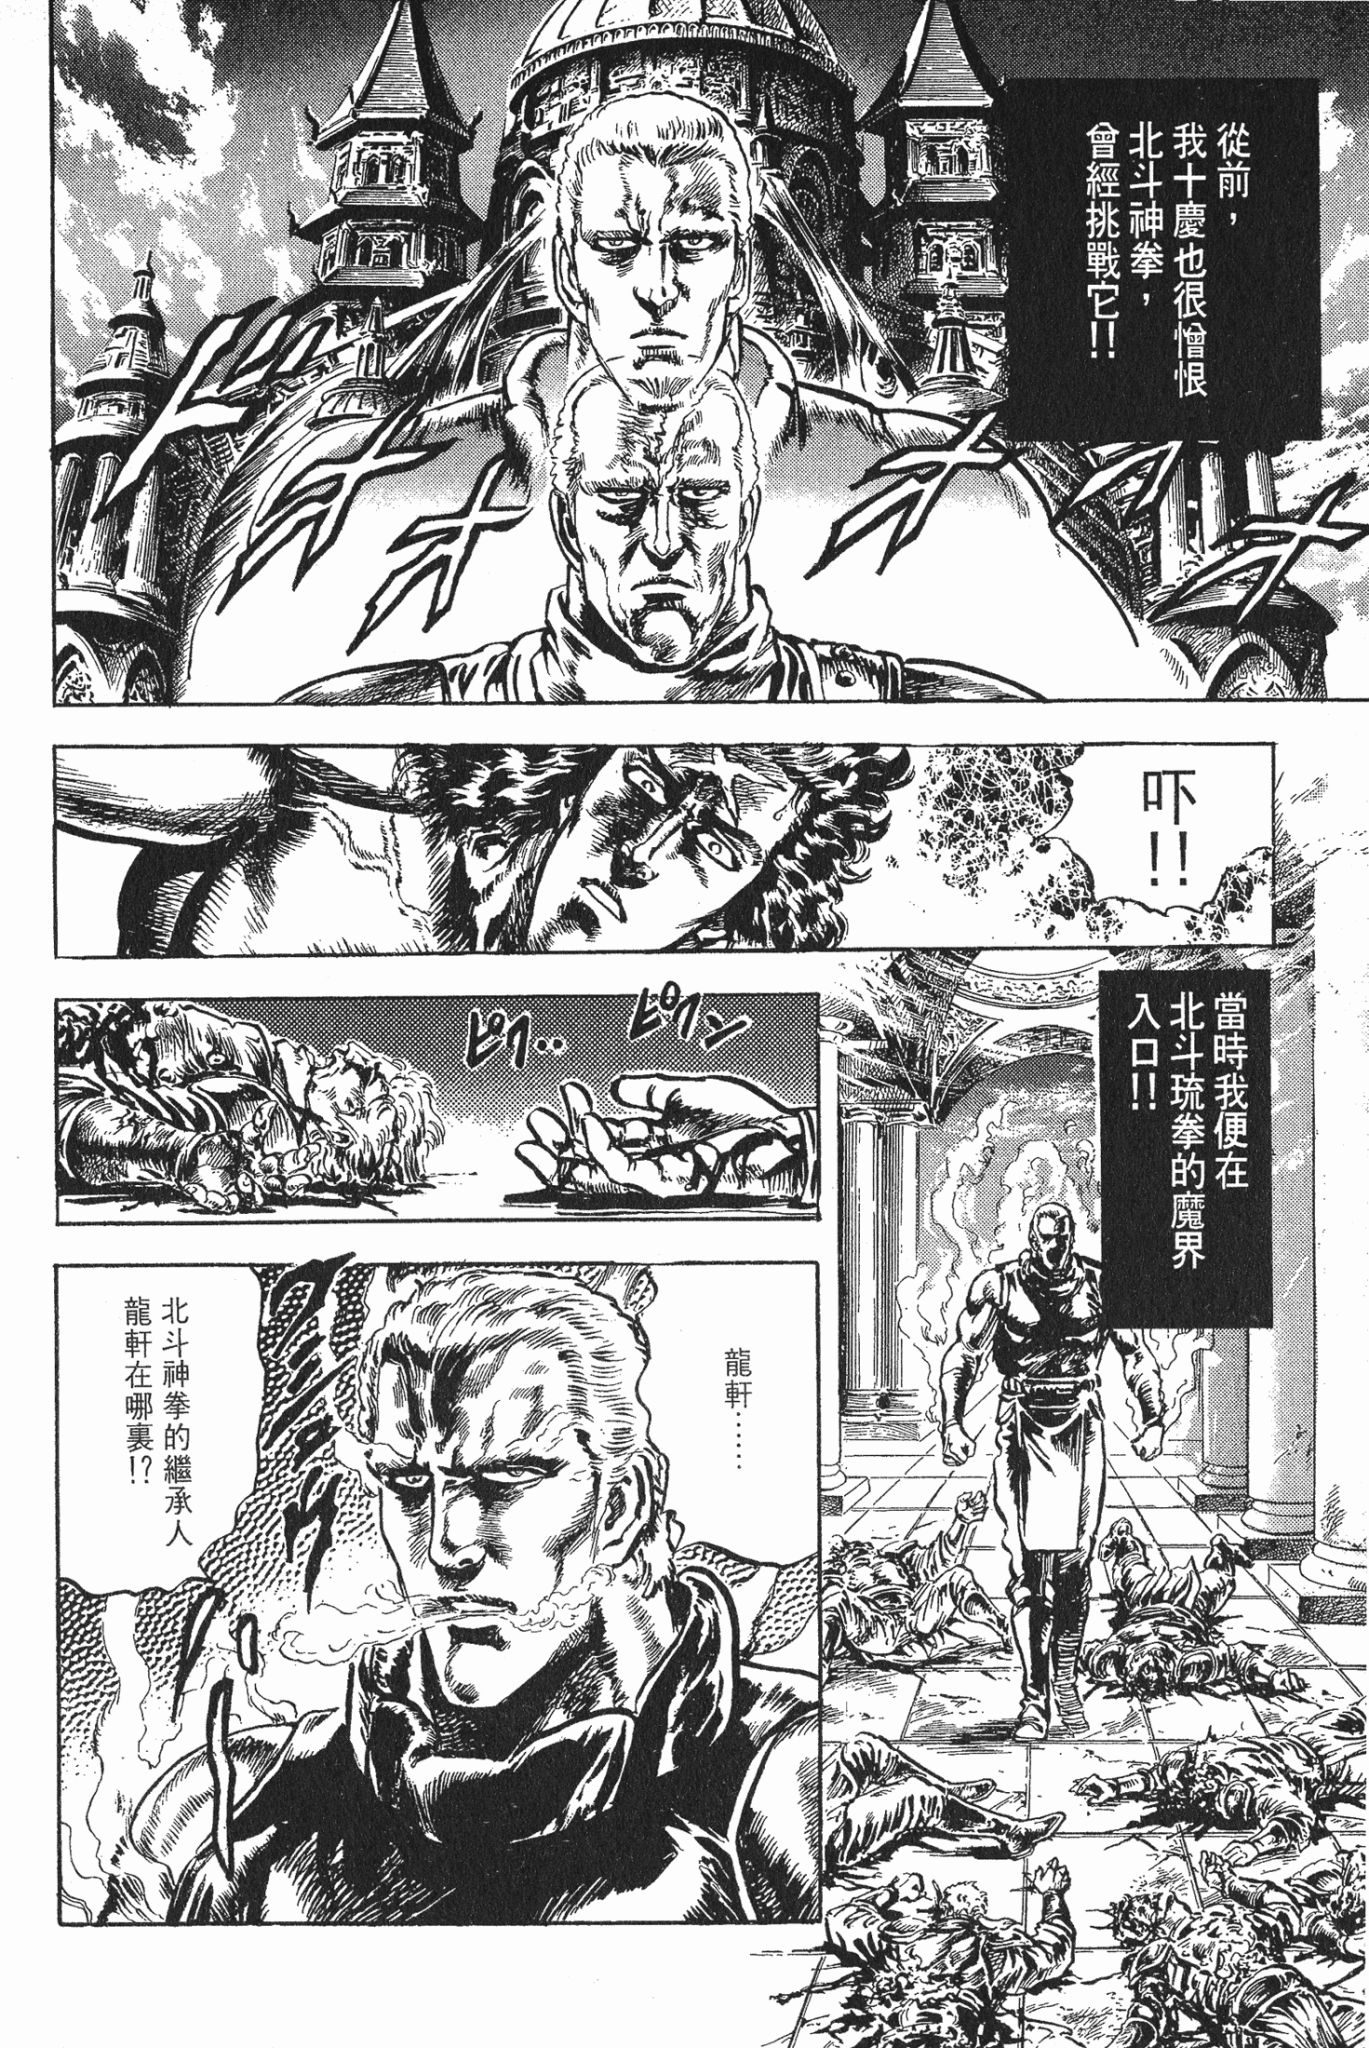 從前，
我十慶也很憎恨
北斗神拳，
曾經挑戰它!!
ドドオオオオオオ
吓!!
當時我便在
北斗琉拳的魔界
入口!!
ピクン
ピク..
龍軒……
北斗神拳的繼承人
龍軒在哪裏!?